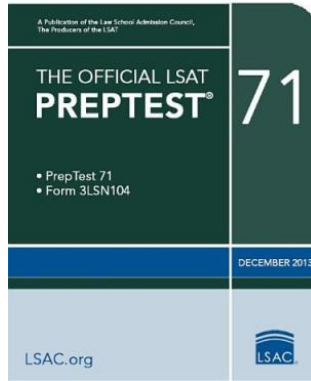 A Publication of the Law School Admission Council,
The Producers of the LSAT
THE OFFICIAL LSAT
PREPTEST®
71
• PrepTest 71
• Form 3LSN104
DECEMBER 2013
LSAC.org
LSAC